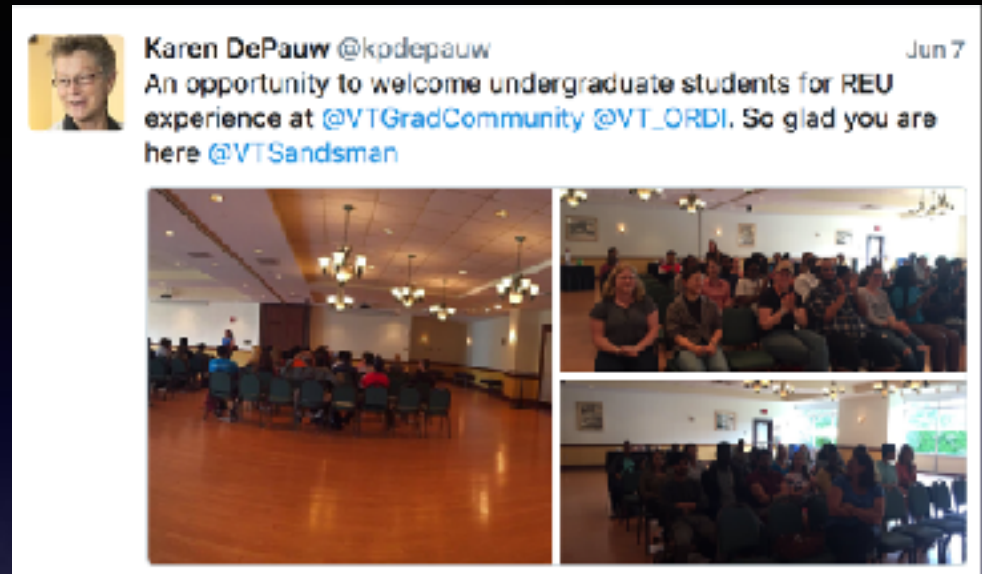 Karen DePauw @kpdepauw Jun 7
An opportunity to welcome undergraduate students for REU
experience at @VTGradCommunity @VT_ORDI. So glad you are
here @VTSandsman